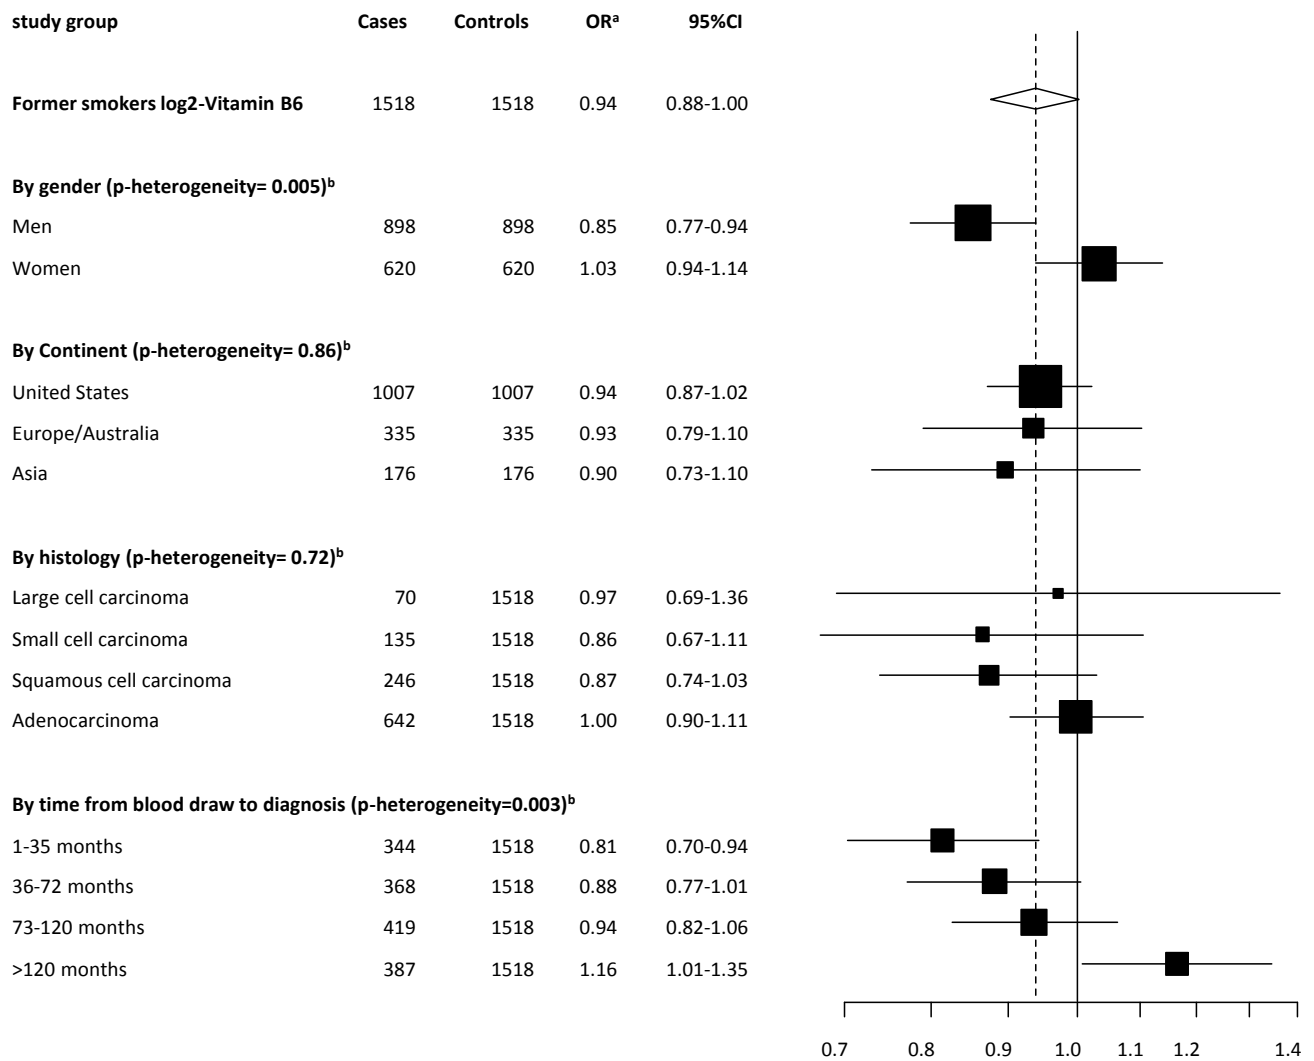 study group Cases Controls ORᵃ 95%CI
Former smokers log2-Vitamin B6 1518 1518 0.94 0.88-1.00
By gender (p-heterogeneity= 0.005)ᵇ
Men 898 898 0.85 0.77-0.94
Women 620 620 1.03 0.94-1.14
By Continent (p-heterogeneity= 0.86)ᵇ
United States 1007 1007 0.94 0.87-1.02
Europe/Australia 335 335 0.93 0.79-1.10
Asia 176 176 0.90 0.73-1.10
By histology (p-heterogeneity= 0.72)ᵇ
Large cell carcinoma 70 1518 0.97 0.69-1.36
Small cell carcinoma 135 1518 0.86 0.67-1.11
Squamous cell carcinoma 246 1518 0.87 0.74-1.03
Adenocarcinoma 642 1518 1.00 0.90-1.11
By time from blood draw to diagnosis (p-heterogeneity=0.003)ᵇ
1-35 months 344 1518 0.81 0.70-0.94
36-72 months 368 1518 0.88 0.77-1.01
73-120 months 419 1518 0.94 0.82-1.06
>120 months 387 1518 1.16 1.01-1.35
0.7 0.8 0.9 1.0 1.1 1.2 1.4